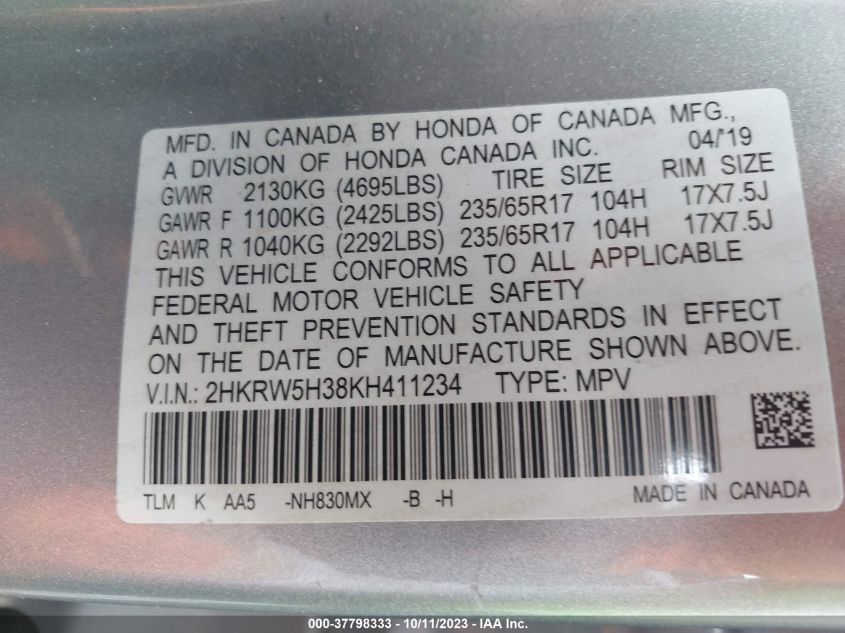 MFD. IN CANADA BY HONDA OF CANADA MFG.,
A DIVISION OF HONDA CANADA INC. 04/'19
GVWR 2130KG (4695LBS) TIRE SIZE RIM SIZE
GAWR F 1100KG (2425LBS) 235/65R17 104H 17X7.5J
GAWR R 1040KG (2292LBS) 235/65R17 104H 17X7.5J
THIS VEHICLE CONFORMS TO ALL APPLICABLE
FEDERAL MOTOR VEHICLE SAFETY
AND THEFT PREVENTION STANDARDS IN EFFECT
ON THE DATE OF MANUFACTURE SHOWN ABOVE.
V.I.N.: 2HKRW5H38KH411234 TYPE: MPV
TLM K AA5 -NH830MX -B -H MADE IN CANADA
000-37798333 - 10/11/2023 - IAA Inc.